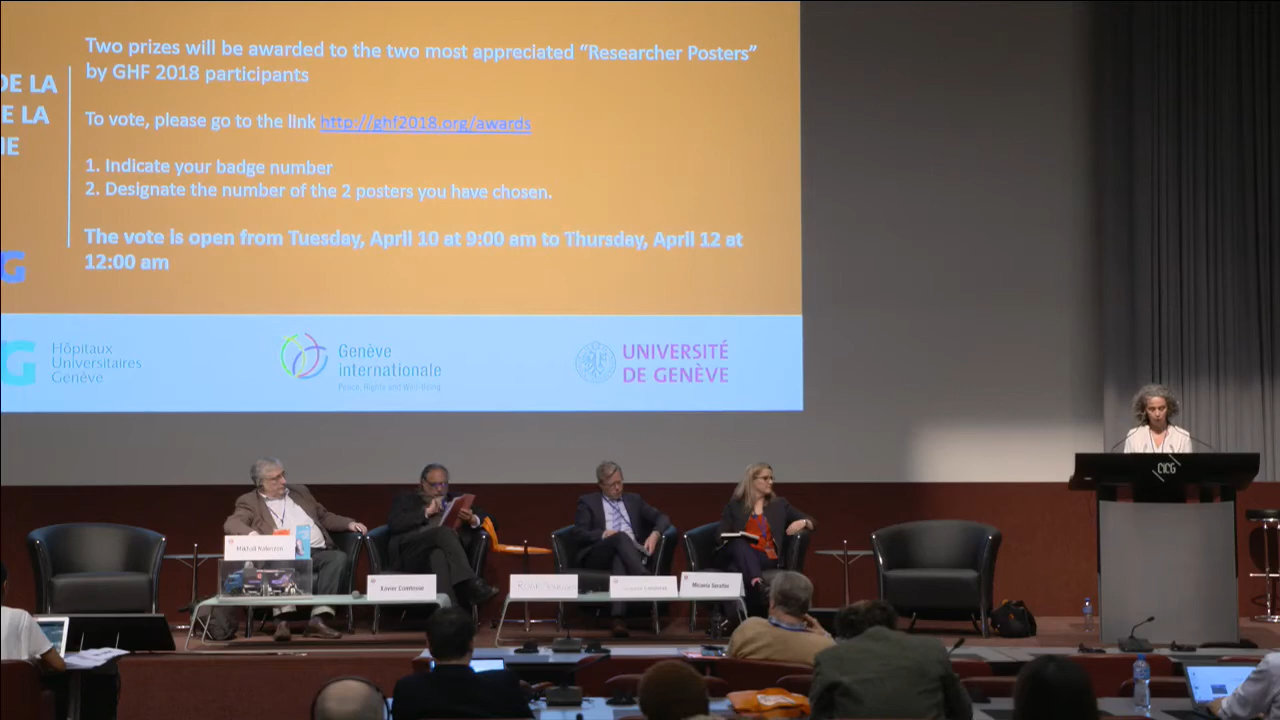 Two prizes will be awarded to the two most appreciated “Researcher Posters”
by GHF 2018 participants
To vote, please go to the link http://ghf2018.org/awards
1. Indicate your badge number
2. Designate the number of the 2 posters you have chosen.
The vote is open from Tuesday, April 10 at 9:00 am to Thursday, April 12 at
12:00 am
DE LA
E LA
IE
G
G
Hôpitaux
Universitaires
Genève
Genève
internationale
Peace, Rights and Well-Being
UNIVERSITÉ
DE GENÈVE
CICG
Xavier Comtesse